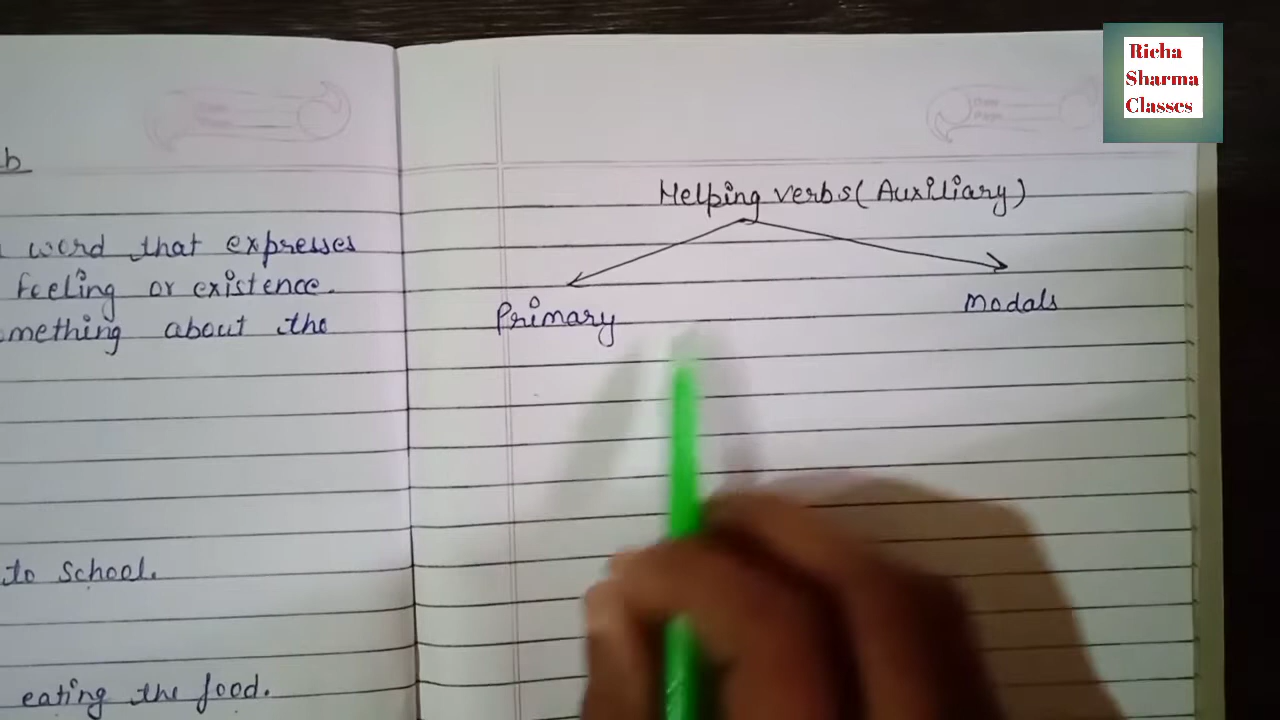 b
word that expresses
feeling or existence.
mething about the
to school.
eating the food.
Helping verbs (Auxiliary)
Primary
Modals
Richa
Sharma
Classes